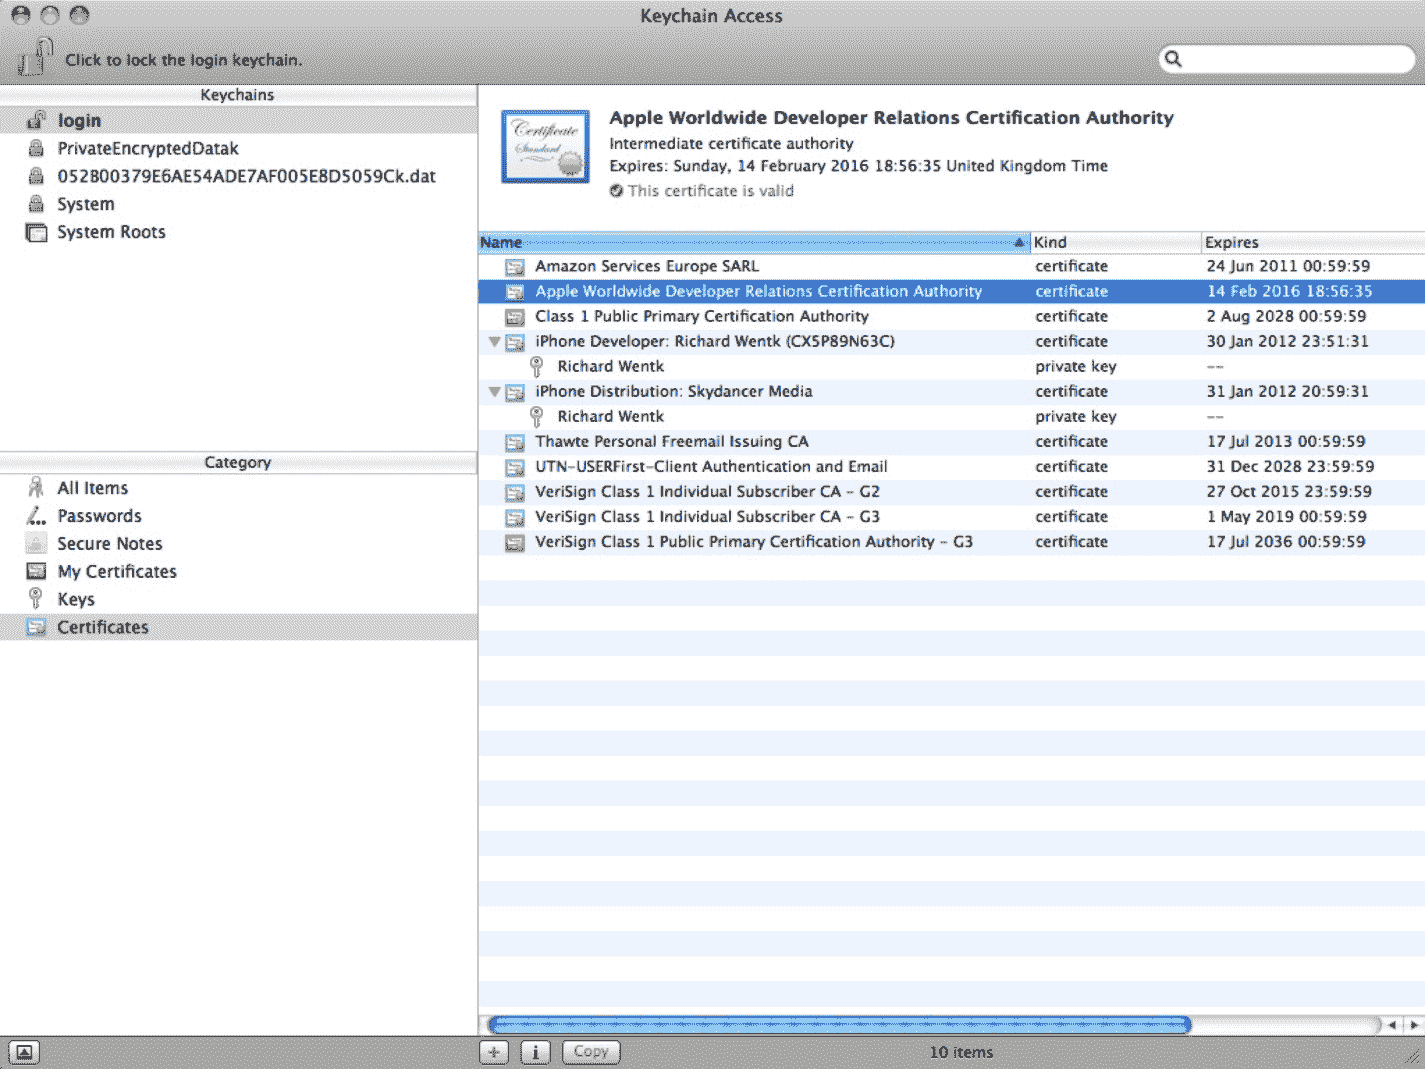 Keychain Access
Click to lock the login keychain.
Keychains
login
PrivateEncryptedDatak
052B00379E6AE54ADE7AF005E8D5059Ck.dat
System
System Roots
Category
All Items
Passwords
Secure Notes
My Certificates
Keys
Certificates
Certificate
Standard
Apple Worldwide Developer Relations Certification Authority
Intermediate certificate authority
Expires: Sunday, 14 February 2016 18:56:35 United Kingdom Time
This certificate is valid
Name Kind Expires
Amazon Services Europe SARL certificate 24 Jun 2011 00:59:59
Apple Worldwide Developer Relations Certification Authority certificate 14 Feb 2016 18:56:35
Class 1 Public Primary Certification Authority certificate 2 Aug 2028 00:59:59
iPhone Developer: Richard Wentk (CX5P89N63C) certificate 30 Jan 2012 23:51:31
Richard Wentk private key --
iPhone Distribution: Skydancer Media certificate 31 Jan 2012 20:59:31
Richard Wentk private key --
Thawte Personal Freemail Issuing CA certificate 17 Jul 2013 00:59:59
UTN-USERFirst-Client Authentication and Email certificate 31 Dec 2028 23:59:59
VeriSign Class 1 Individual Subscriber CA - G2 certificate 27 Oct 2015 23:59:59
VeriSign Class 1 Individual Subscriber CA - G3 certificate 1 May 2019 00:59:59
VeriSign Class 1 Public Primary Certification Authority - G3 certificate 17 Jul 2036 00:59:59
+ i Copy 10 items